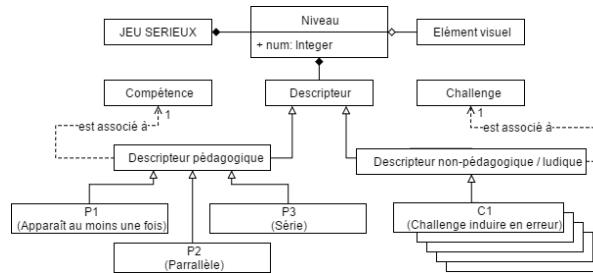 Niveau
JEU SERIEUX
+ num: Integer
Elément visuel
Compétence
Descripteur
Challenge
1
1
est associé à
est associé à
Descripteur pédagogique
Descripteur non-pédagogique / ludique
P1
(Apparaît au moins une fois)
P3
(Série)
C1
(Challenge induire en erreur)
P2
(Parrallèle)